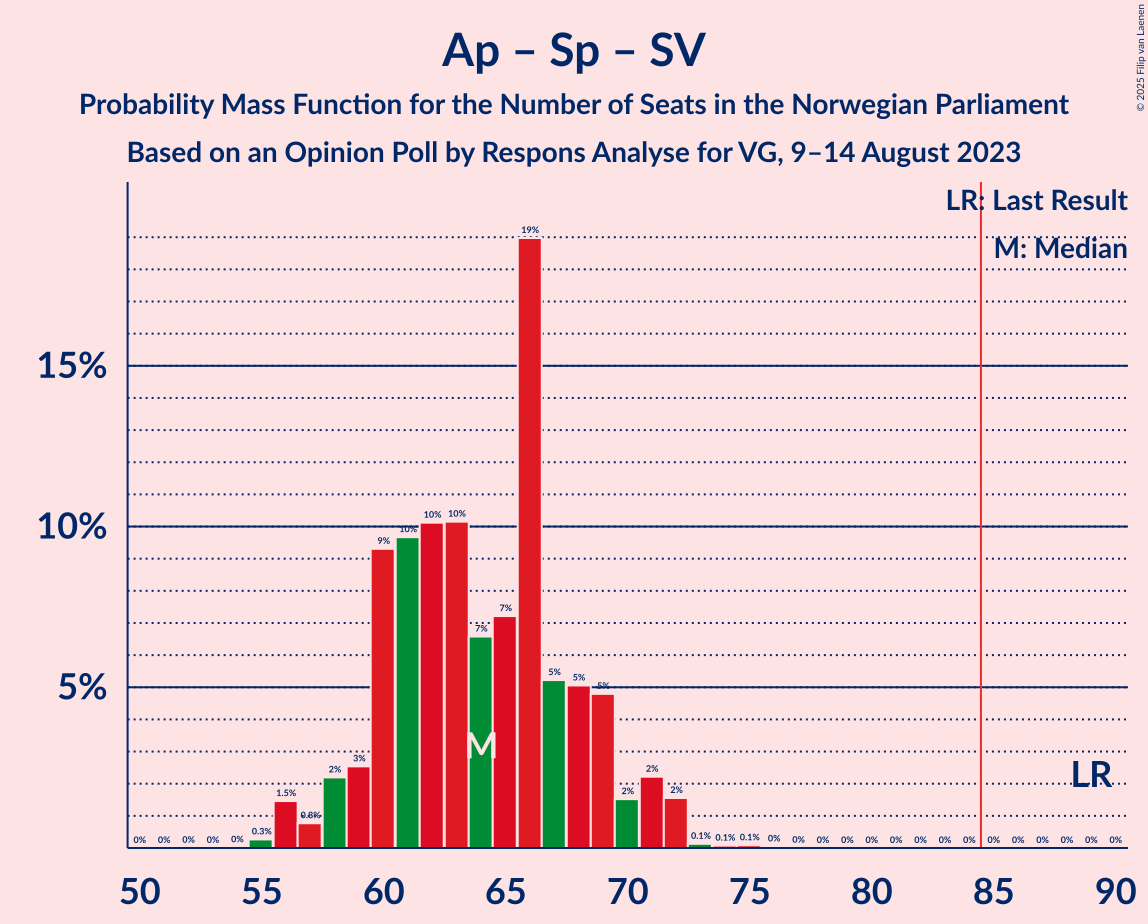 Ap – Sp – SV
Probability Mass Function for the Number of Seats in the Norwegian Parliament
Based on an Opinion Poll by Respons Analyse for VG, 9–14 August 2023
© 2025 Filip van Laenen
LR: Last Result
M: Median
15%
10%
5%
0% 0% 0% 0% 0% 0.3% 1.5% 0.8% 2% 3% 9% 10% 10% 10% 7% 7% 19% 5% 5% 5% 2% 2% 2% 0.1% 0.1% 0.1% 0% 0% 0% 0% 0% 0% 0% 0% 0% 0% 0% 0% 0% 0% 0%
M
LR
50 55 60 65 70 75 80 85 90